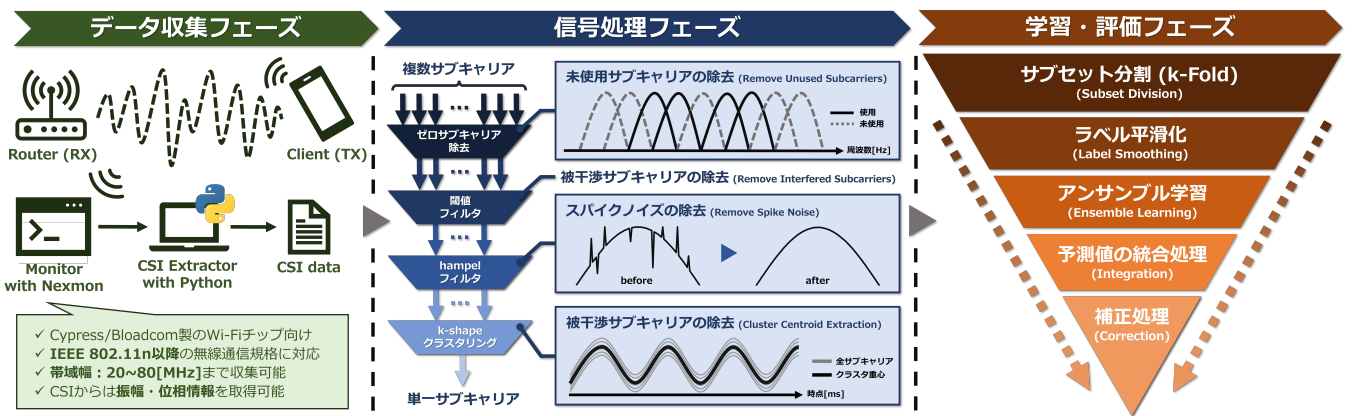 データ収集フェーズ
Router (RX)
Client (TX)
Monitor
with Nexmon
CSI Extractor
with Python
CSI data
✓ Cypress/Bloadcom製のWi-Fiチップ向け
✓ IEEE 802.11n以降の無線通信規格に対応
✓ 帯域幅：20~80[MHz]まで収集可能
✓ CSIからは振幅・位相情報を取得可能
信号処理フェーズ
複数サブキャリア
...
ゼロサブキャリア
除去
...
閾値
フィルタ
...
hampel
フィルタ
...
k-shape
クラスタリング
単一サブキャリア
未使用サブキャリアの除去 (Remove Unused Subcarriers)
使用
未使用
周波数[Hz]
被干渉サブキャリアの除去 (Remove Interfered Subcarriers)
スパイクノイズの除去 (Remove Spike Noise)
before
after
被干渉サブキャリアの除去 (Cluster Centroid Extraction)
全サブキャリア
クラスタ重心
時点[ms]
学習・評価フェーズ
サブセット分割 (k-Fold)
(Subset Division)
ラベル平滑化
(Label Smoothing)
アンサンブル学習
(Ensemble Learning)
予測値の統合処理
(Integration)
補正処理
(Correction)